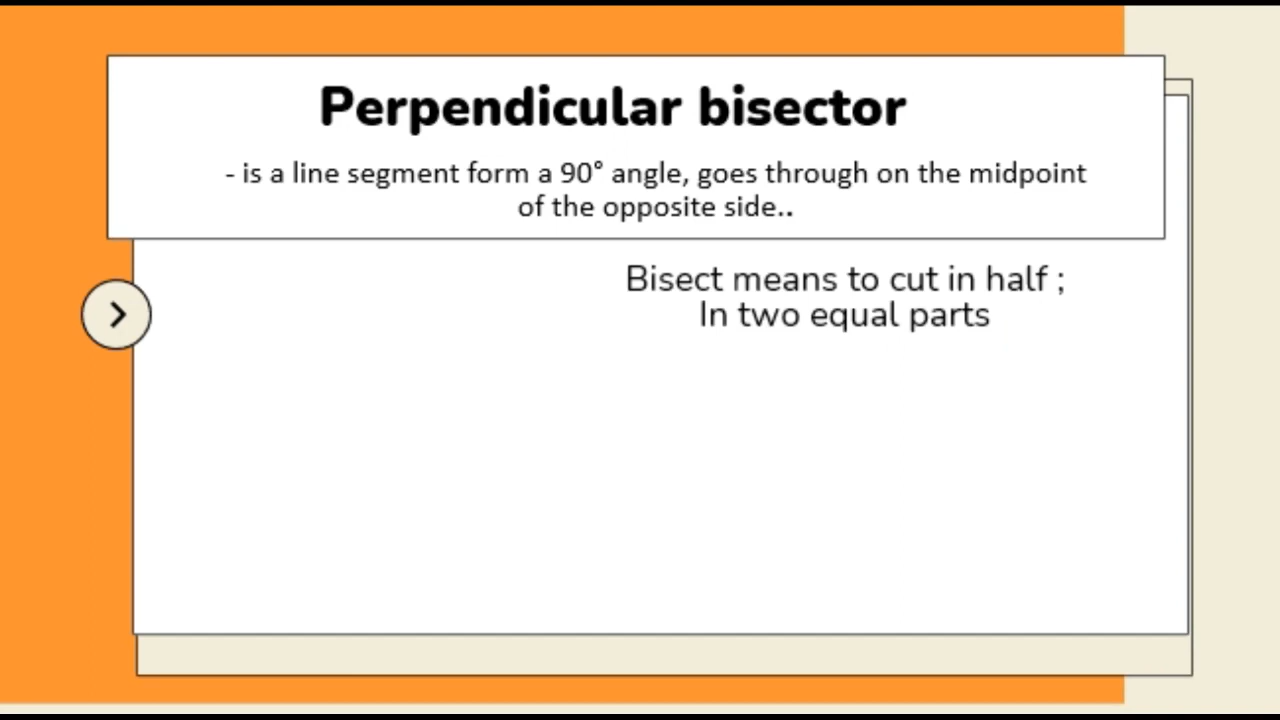 Perpendicular bisector
- is a line segment form a 90° angle, goes through on the midpoint
of the opposite side..
Bisect means to cut in half ;
In two equal parts